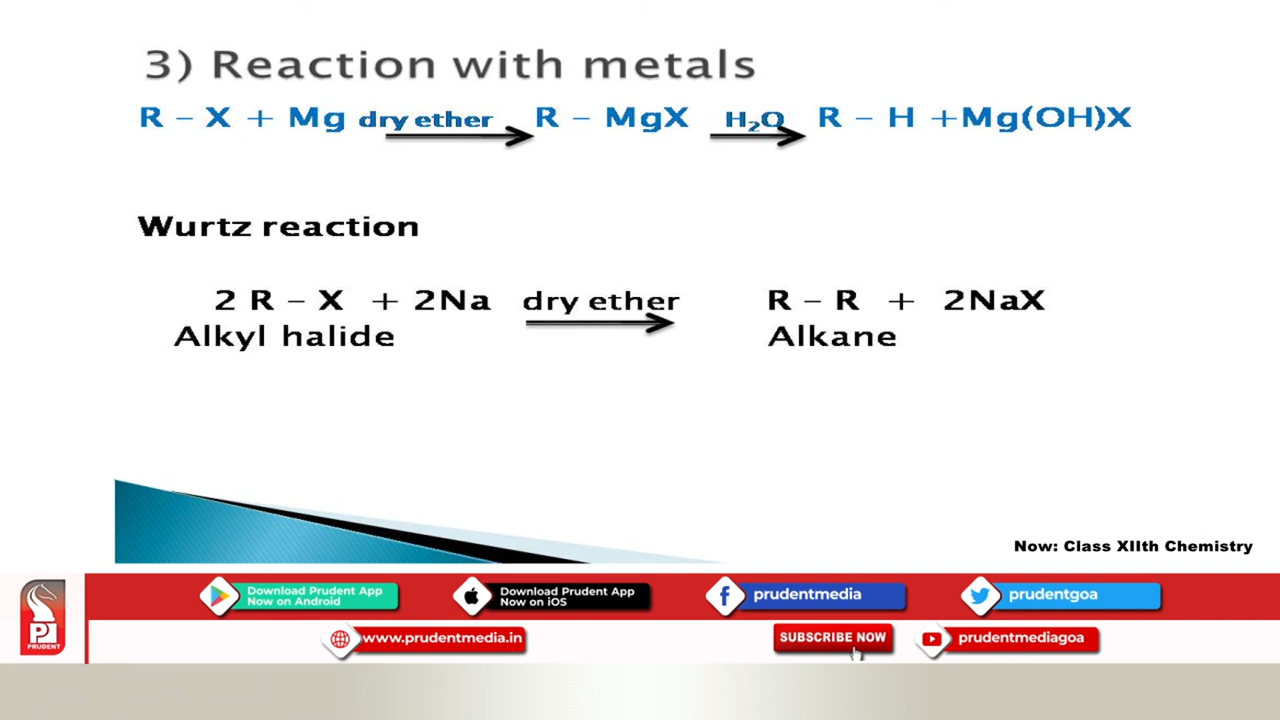 3) Reaction with metals
R – X + Mg dry ether R – MgX H₂O R – H +Mg(OH)X
Wurtz reaction
2 R – X + 2Na dry ether R – R + 2NaX
Alkyl halide Alkane
Now: Class XIIth Chemistry
Download Prudent App
Now on Android
Download Prudent App
Now on iOS
prudentmedia
prudentgoa
PRUDENT
www.prudentmedia.in
SUBSCRIBE NOW
prudentmediagoa